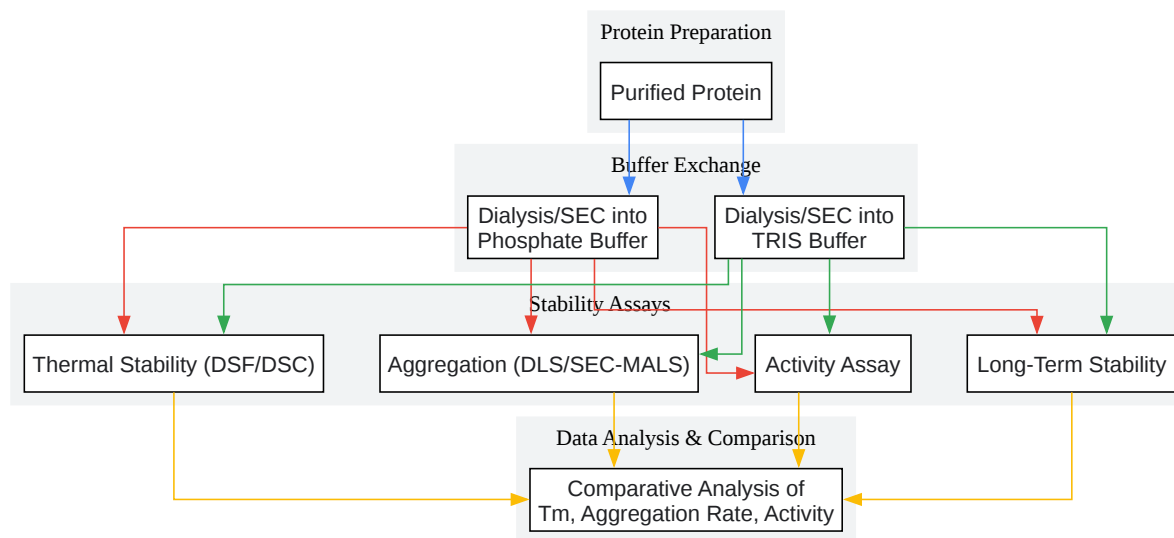 Protein Preparation
Purified Protein
Buffer Exchange
Dialysis/SEC into
Phosphate Buffer
Dialysis/SEC into
TRIS Buffer
Stability Assays
Thermal Stability (DSF/DSC)
Aggregation (DLS/SEC-MALS)
Activity Assay
Long-Term Stability
Data Analysis & Comparison
Comparative Analysis of
Tm, Aggregation Rate, Activity